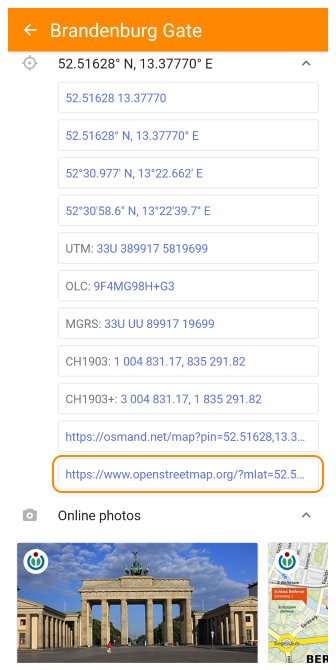 Brandenburg Gate
52.51628° N, 13.37770° E
52.51628 13.37770
52.51628° N, 13.37770° E
52°30.977′ N, 13°22.662′ E
52°30′58.6″ N, 13°22′39.7″ E
UTM: 33U 389917 5819699
OLC: 9F4MG98H+G3
MGRS: 33U UU 89917 19699
CH1903: 1 004 831.17, 835 291.82
CH1903+: 3 004 831.17, 1 835 291.82
https://osmand.net/map?pin=52.51628,13.3...
https://www.openstreetmap.org/?mlat=52.5...
Online photos
Schloss Bellevue
BER